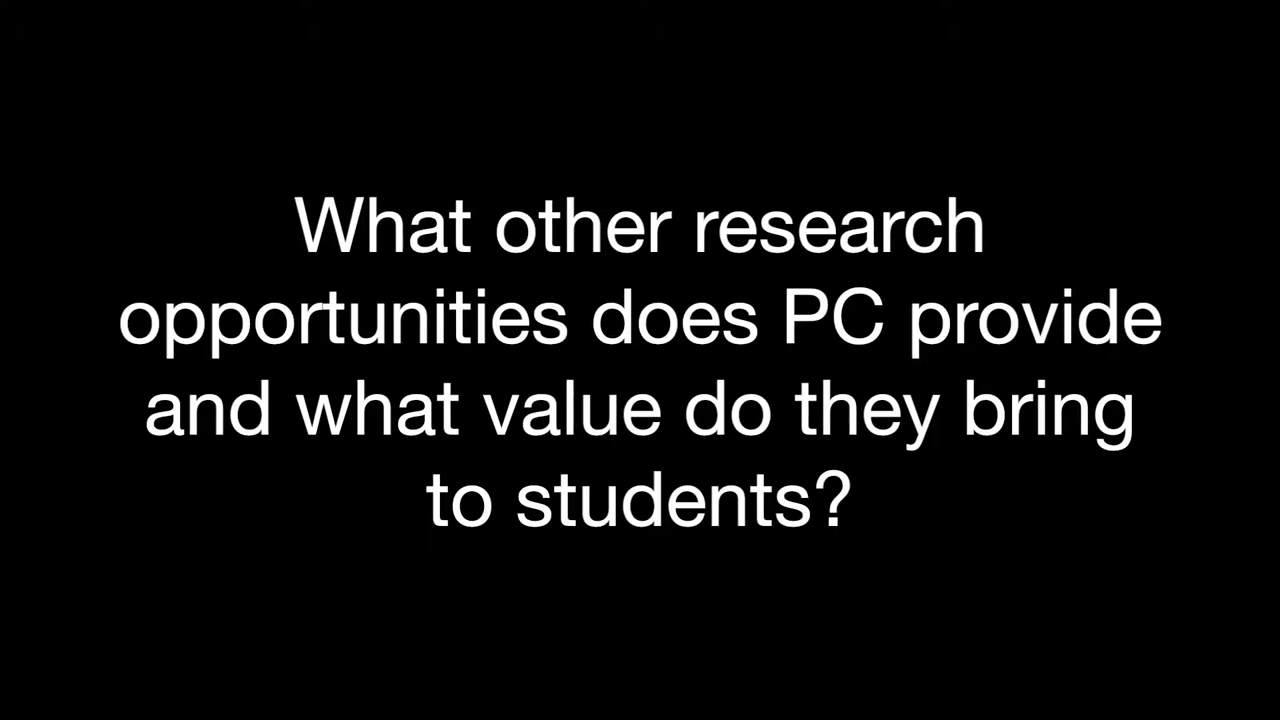 What other research
opportunities does PC provide
and what value do they bring
to students?